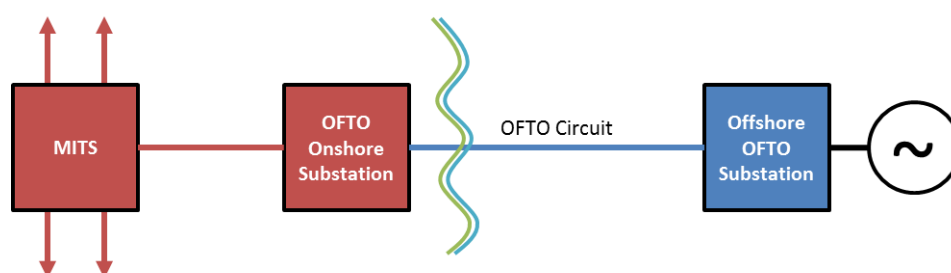 MITS
OFTO
Onshore
Substation
OFTO Circuit
Offshore
OFTO
Substation
~